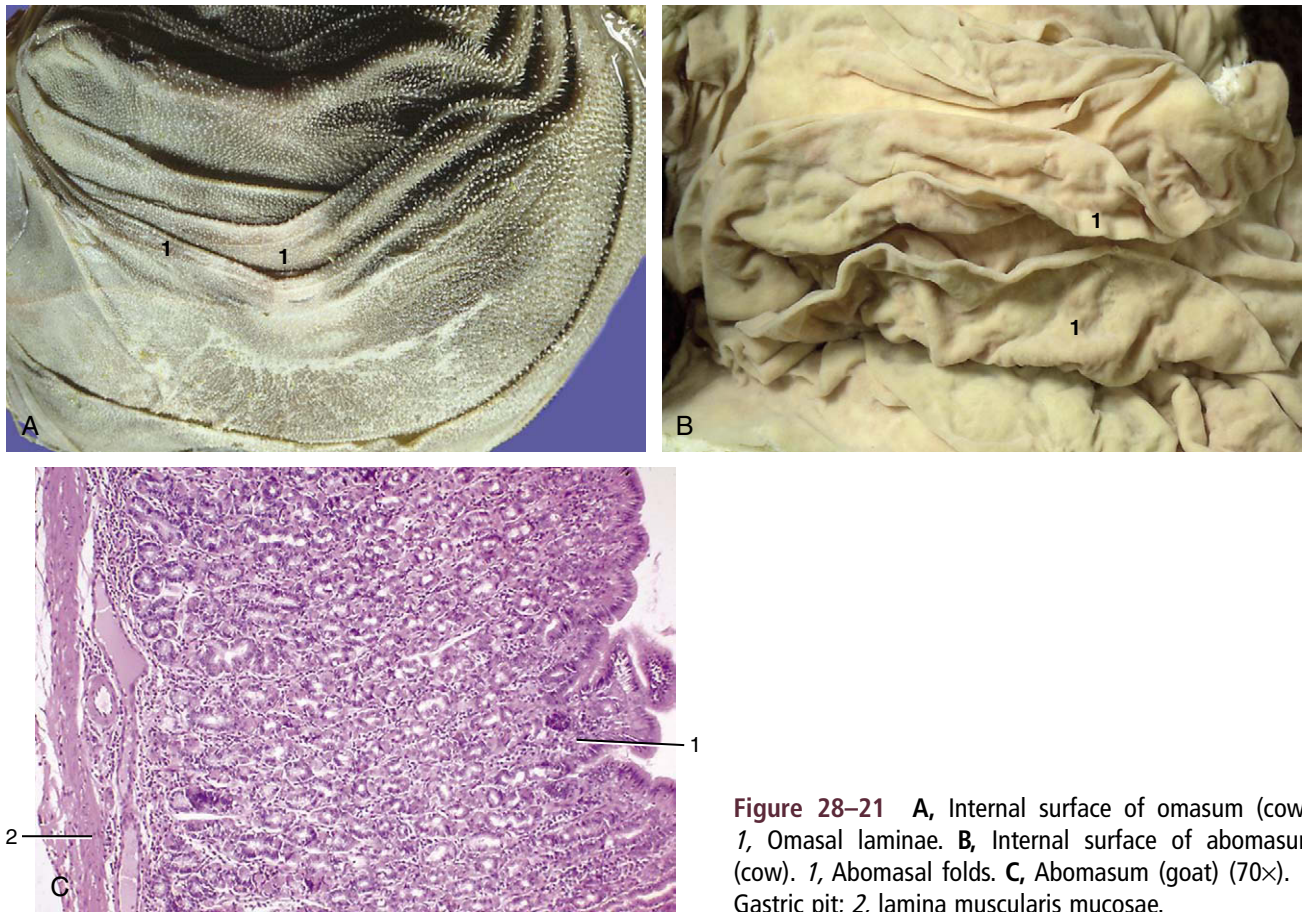 1
1
1
1
A
B
1
2
C
Figure 28–21 A, Internal surface of omasum (cow
1, Omasal laminae. B, Internal surface of abomasum
(cow). 1, Abomasal folds. C, Abomasum (goat) (70×).
Gastric pit; 2, lamina muscularis mucosae.